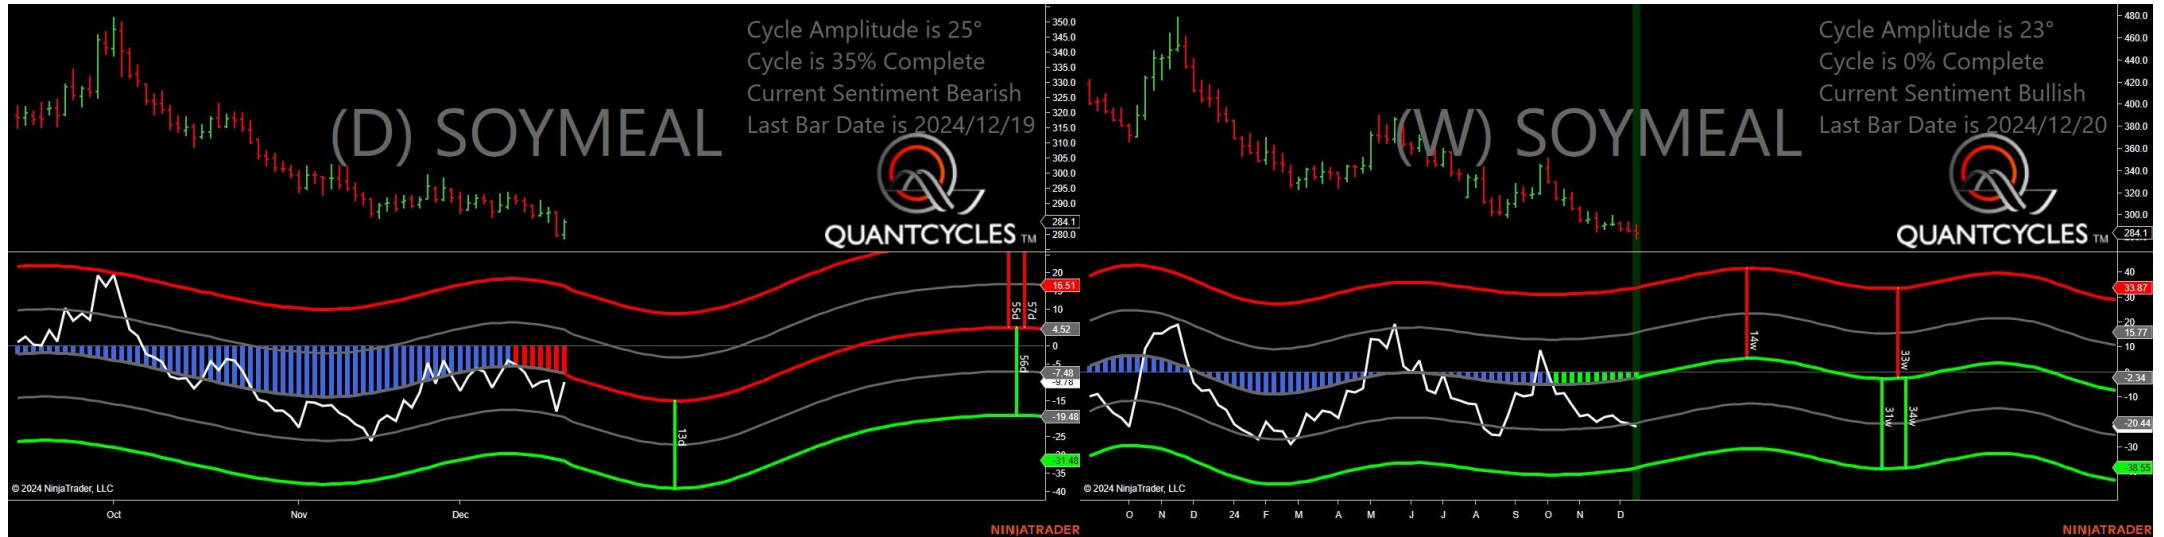 Cycle Amplitude is 25°
Cycle is 35% Complete
Current Sentiment Bearish
Last Bar Date is 2024/12/19
(D) SOYMEAL
QUANTCYCLES TM
350.0
345.0
340.0
335.0
330.0
325.0
320.0
315.0
310.0
305.0
300.0
295.0
290.0
284.1
280.0
20
16.51
10
4.52
0
-5
-7.48
-9.78
-15
-19.48
-25
-31.48
-35
-40
55d
57d
56d
13d
© 2024 NinjaTrader, LLC
Oct Nov Dec
NINJATRADER
Cycle Amplitude is 23°
Cycle is 0% Complete
Current Sentiment Bullish
Last Bar Date is 2024/12/20
(W) SOYMEAL
QUANTCYCLES TM
480.0
460.0
440.0
420.0
400.0
380.0
360.0
340.0
320.0
300.0
284.1
40
33.87
30
20
15.77
10
-2.34
-10
-20.44
-30
-38.55
14w
33w
31w
34w
© 2024 NinjaTrader, LLC
O N D 24 F M A M J J A S O N D
NINJATRADER